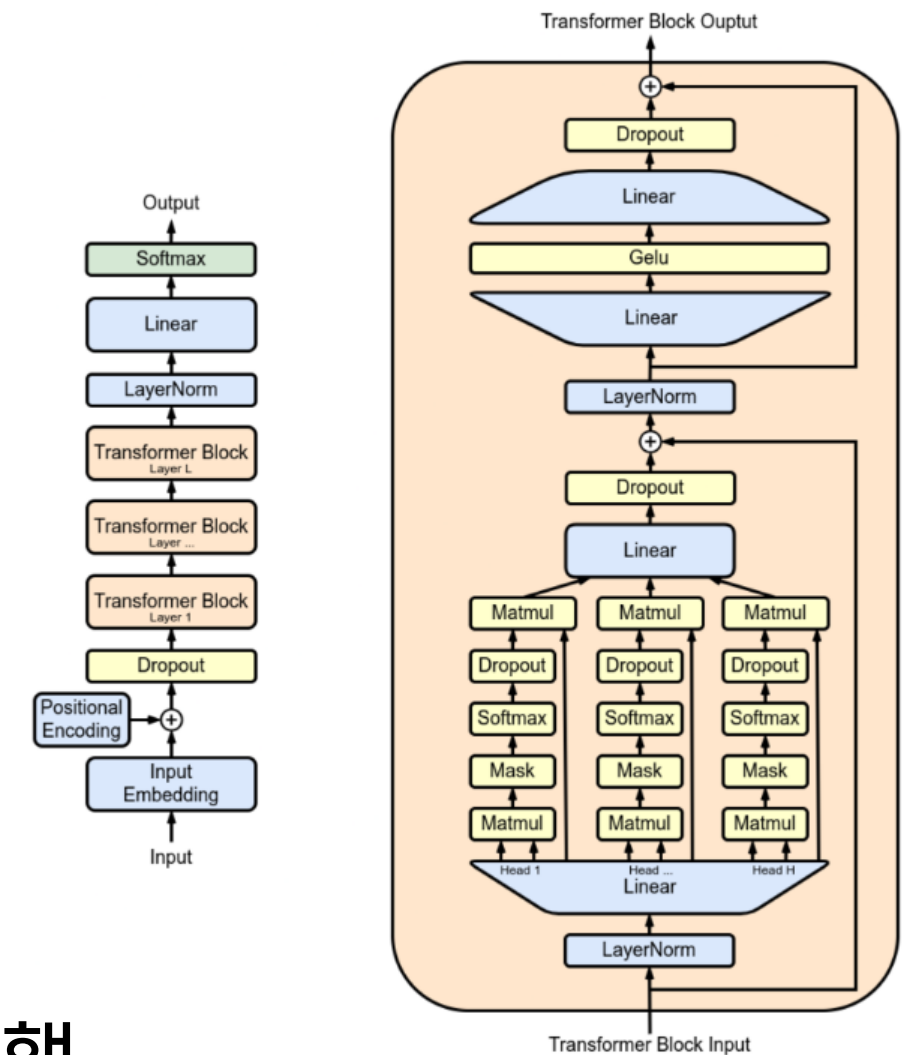 Output
Softmax
Linear
LayerNorm
Transformer Block
Layer L
Transformer Block
Layer ...
Transformer Block
Layer 1
Dropout
Positional
Encoding
Input
Embedding
Input
Transformer Block Ouptut
Dropout
Linear
Gelu
Linear
LayerNorm
Dropout
Linear
Matmul Matmul Matmul
Dropout Dropout Dropout
Softmax Softmax Softmax
Mask Mask Mask
Matmul Matmul Matmul
Head 1 Head ... Head H
Linear
LayerNorm
Transformer Block Input